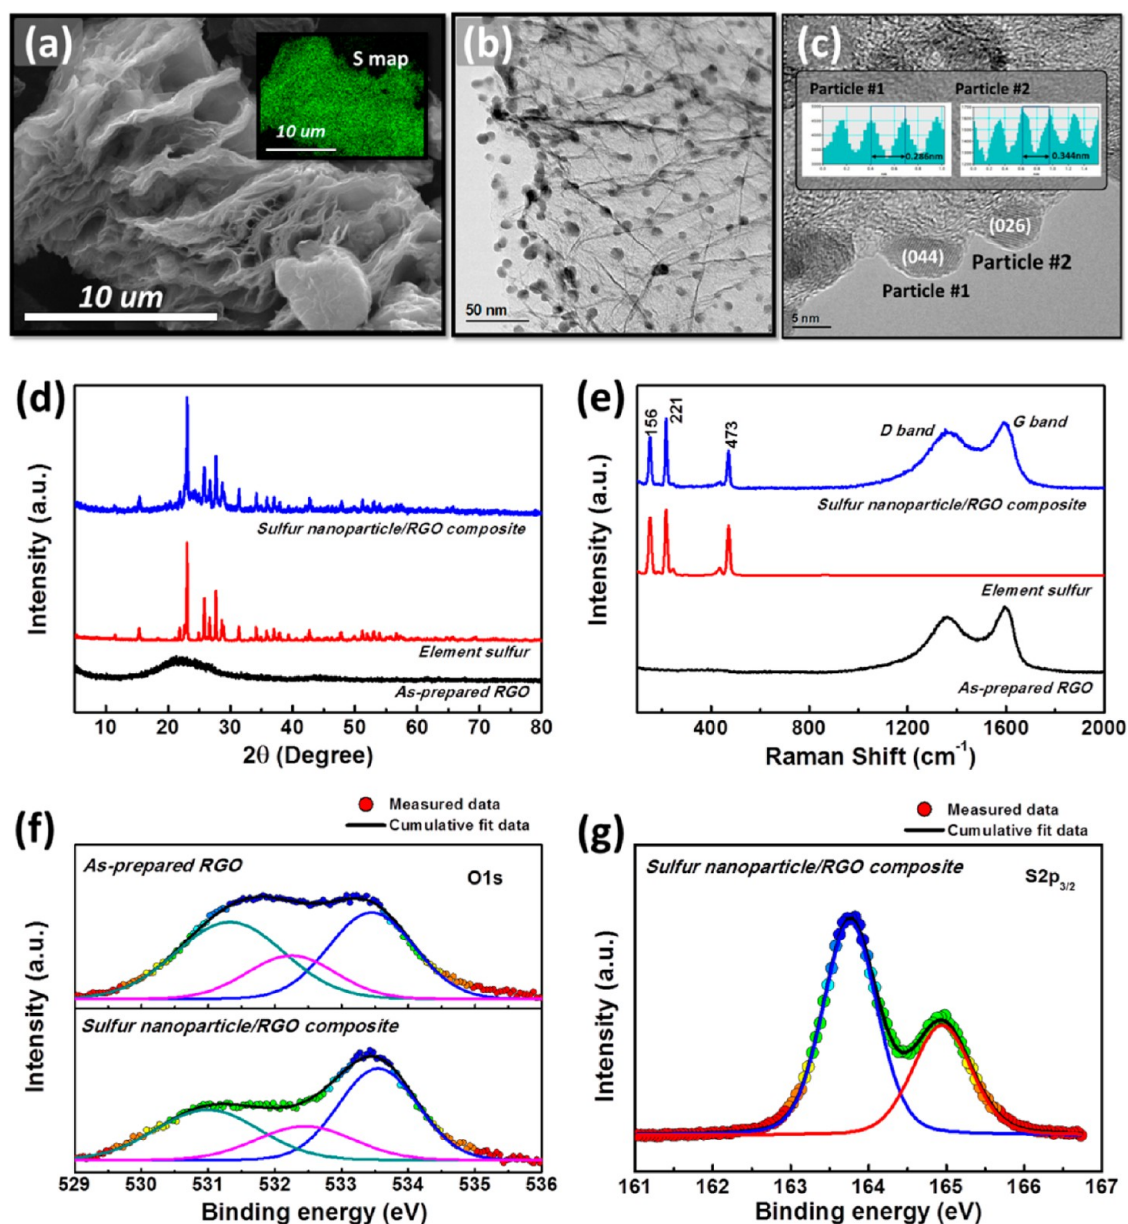 (a)
S map
10 um
10 um
(b)
50 nm
(c)
Particle #1
Particle #2
0.286nm
0.344nm
(026)
(044)
Particle #2
Particle #1
5 nm
(d)
Intensity (a.u.)
Sulfur nanoparticle/RGO composite
Element sulfur
As-prepared RGO
10 20 30 40 50 60 70 80
2θ (Degree)
(e)
Intensity (a.u.)
156
221
473
D band
G band
Sulfur nanoparticle/RGO composite
Element sulfur
As-prepared RGO
400 800 1200 1600 2000
Raman Shift (cm⁻¹)
(f)
Measured data
Cumulative fit data
As-prepared RGO
O1s
Intensity (a.u.)
Sulfur nanoparticle/RGO composite
529 530 531 532 533 534 535 536
Binding energy (eV)
(g)
Measured data
Cumulative fit data
Sulfur nanoparticle/RGO composite
S2p₃/₂
Intensity (a.u.)
161 162 163 164 165 166 167
Binding energy (eV)